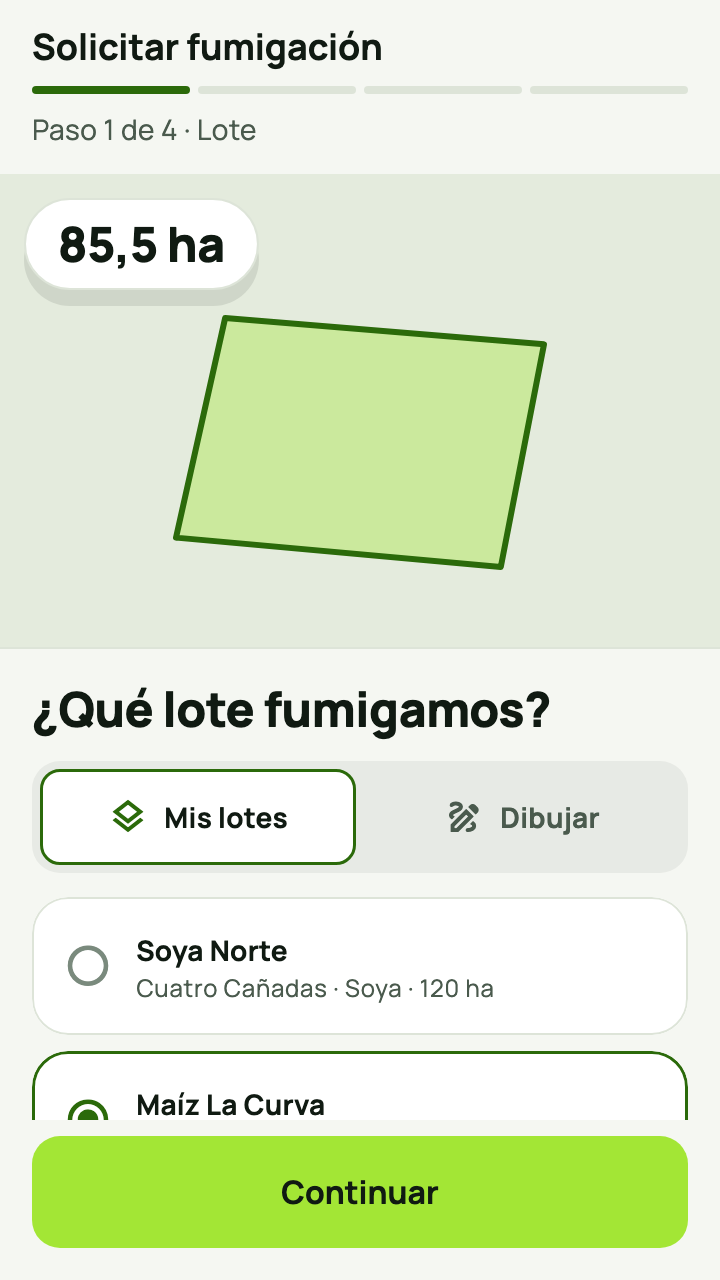 Solicitar fumigación
Paso 1 de 4 · Lote
85,5 ha
¿Qué lote fumigamos?
Mis lotes
Dibujar
Soya Norte
Cuatro Cañadas · Soya · 120 ha
Maíz La Curva
Continuar